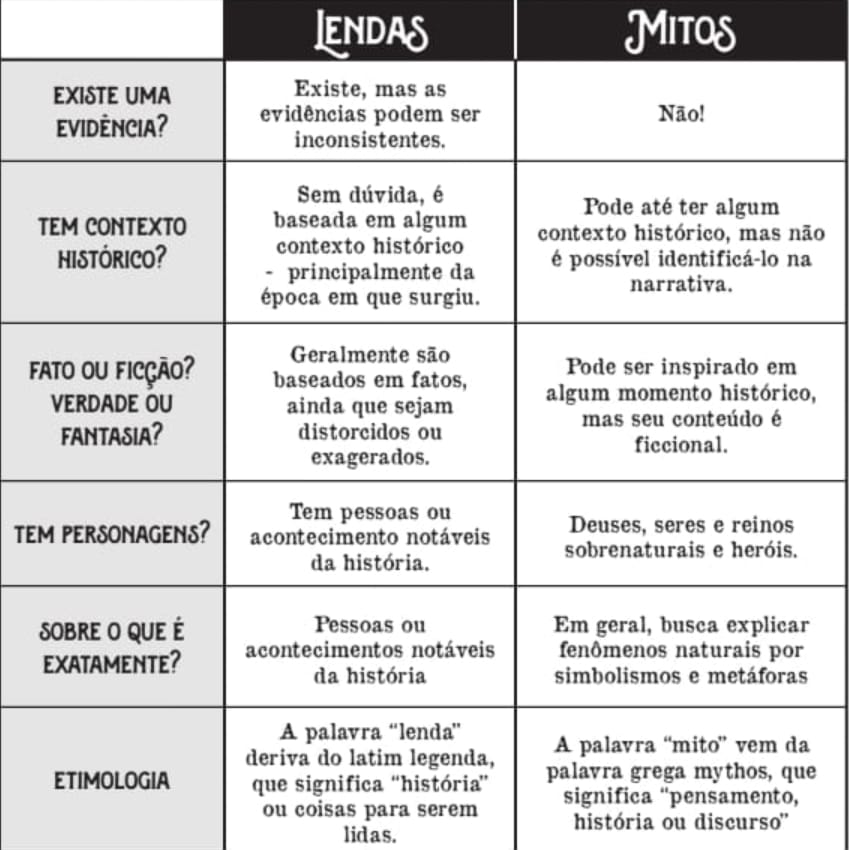 LENDAS
MITOS
EXISTE UMA
EVIDÊNCIA?
Existe, mas as
evidências podem ser
inconsistentes.
Não!
TEM CONTEXTO
HISTÓRICO?
Sem dúvida, é
baseada em algum
contexto histórico
- principalmente da
época em que surgiu.
Pode até ter algum
contexto histórico, mas não
é possível identificá-lo na
narrativa.
FATO OU FICÇÃO?
VERDADE OU
FANTASIA?
Geralmente são
baseados em fatos,
ainda que sejam
distorcidos ou
exagerados.
Pode ser inspirado em
algum momento histórico,
mas seu conteúdo é
ficcional.
TEM PERSONAGENS?
Tem pessoas ou
acontecimento notáveis
da história.
Deuses, seres e reinos
sobrenaturais e heróis.
SOBRE O QUE É
EXATAMENTE?
Pessoas ou
acontecimentos notáveis
da história
Em geral, busca explicar
fenômenos naturais por
simbolismos e metáforas
ETIMOLOGIA
A palavra “lenda”
deriva do latim legenda,
que significa “história”
ou coisas para serem
lidas.
A palavra “mito” vem da
palavra grega mythos, que
significa “pensamento,
história ou discurso”